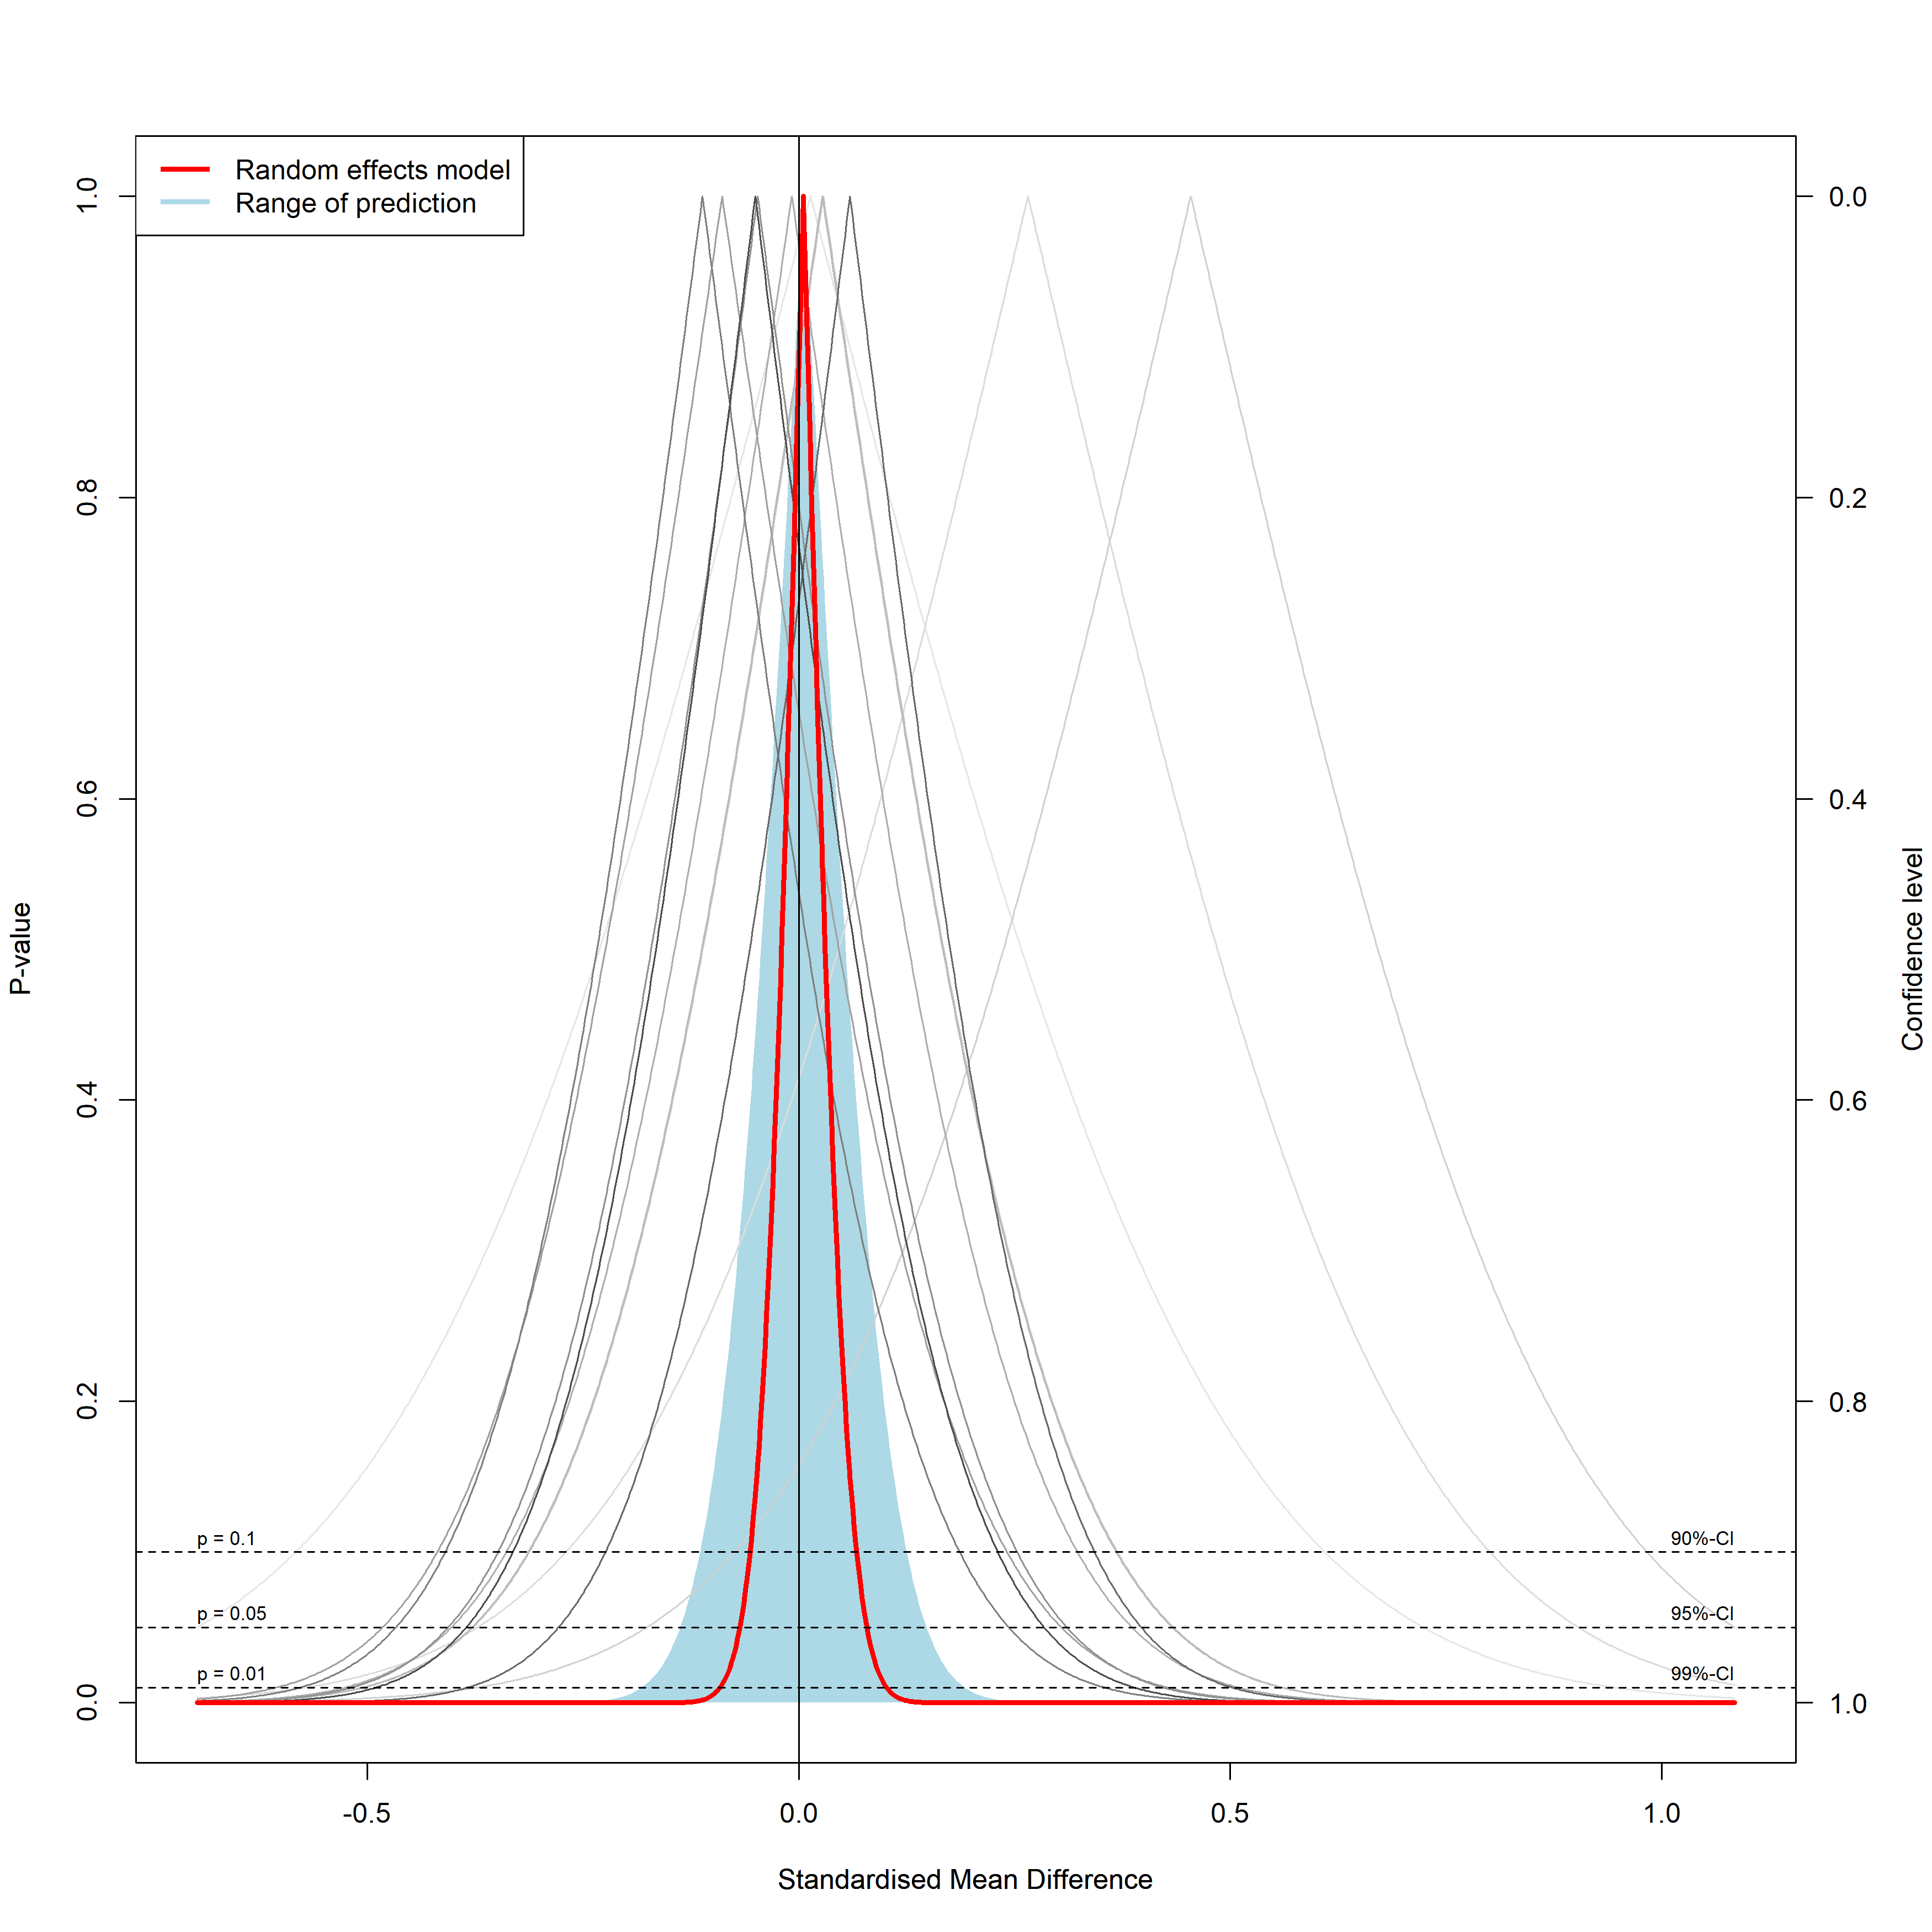 Random effects model
Range of prediction
1.0
0.8
0.6
0.4
0.2
0.0
P-value
0.0
0.2
0.4
0.6
0.8
1.0
Confidence level
p = 0.1
90%-CI
p = 0.05
95%-CI
p = 0.01
99%-CI
-0.5
0.0
0.5
1.0
Standardised Mean Difference